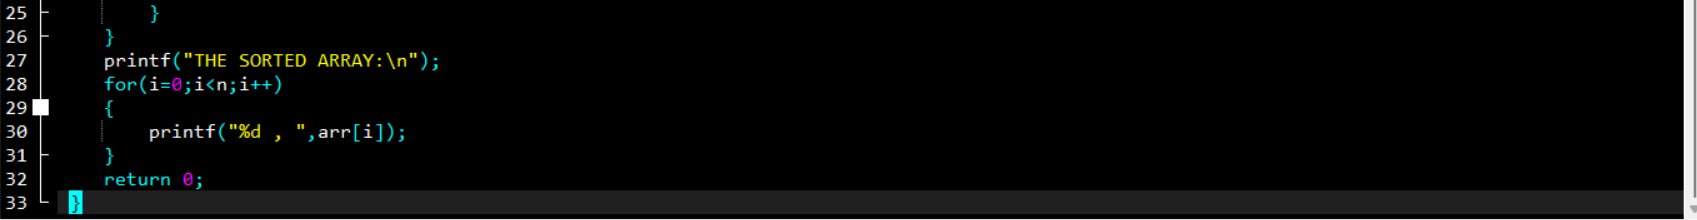 25 }
26 }
27 printf("THE SORTED ARRAY:\n");
28 for(i=0;i<n;i++)
29 {
30 printf("%d , ",arr[i]);
31 }
32 return 0;
33 }